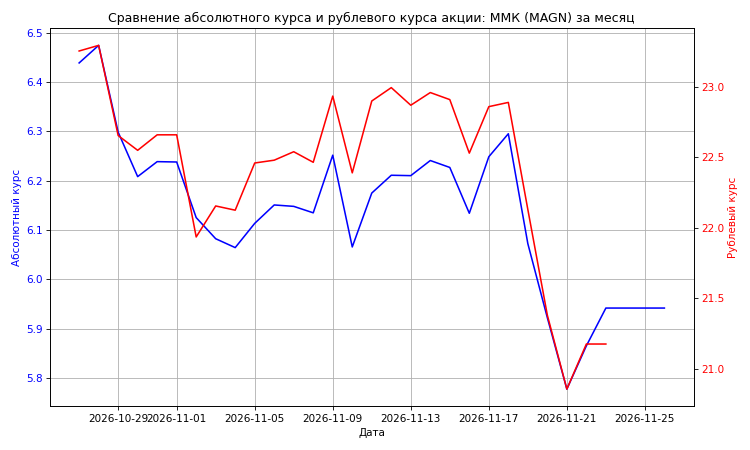 Сравнение абсолютного курса и рублевого курса акции: ММК (MAGN) за месяц
6.5
6.4
6.3
6.2
6.1
6.0
5.9
5.8
Абсолютный курс
23.0
22.5
22.0
21.5
21.0
Рублевый курс
2026-10-29 2026-11-01 2026-11-05 2026-11-09 2026-11-13 2026-11-17 2026-11-21 2026-11-25
Дата